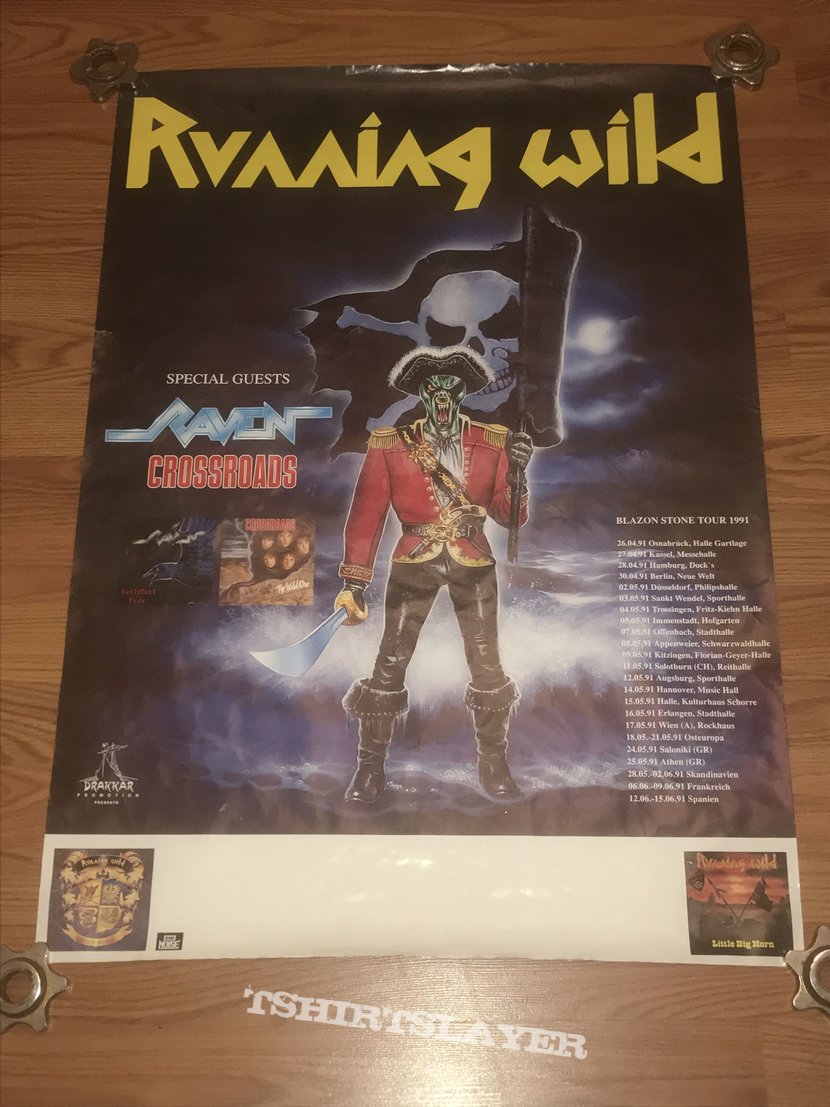 Running wild
SPECIAL GUESTS
RAVEN
CROSSROADS
RAVEN
Architect of Fear
CROSSROADS
The Wild One
BLAZON STONE TOUR 1991
26.04.91 Osnabrück, Halle Gartlage
27.04.91 Kassel, Messehalle
28.04.91 Hamburg, Dock´s
30.04.91 Berlin, Neue Welt
02.05.91 Düsseldorf, Philipshalle
03.05.91 Sankt Wendel, Sporthalle
04.05.91 Trossingen, Fritz-Kiehn Halle
05.05.91 Immenstadt, Hofgarten
07.05.91 Offenbach, Stadthalle
08.05.91 Appenweier, Schwarzwaldhalle
09.05.91 Kitzingen, Florian-Geyer-Halle
11.05.91 Solothurn (CH), Reithalle
12.05.91 Augsburg, Sporthalle
14.05.91 Hannover, Music Hall
15.05.91 Halle, Kulturhaus Schorre
16.05.91 Erlangen, Stadthalle
17.05.91 Wien (A), Rockhaus
18.05.-21.05.91 Osteuropa
24.05.91 Saloniki (GR)
25.05.91 Athen (GR)
28.05.-02.06.91 Skandinavien
06.06.-09.06.91 Frankreich
12.06.-15.06.91 Spanien
DRAKKAR
PROMOTION
PRESENTS
Running wild
NOISE
Running wild
Little Big Horn
TSHIRTSLAYER